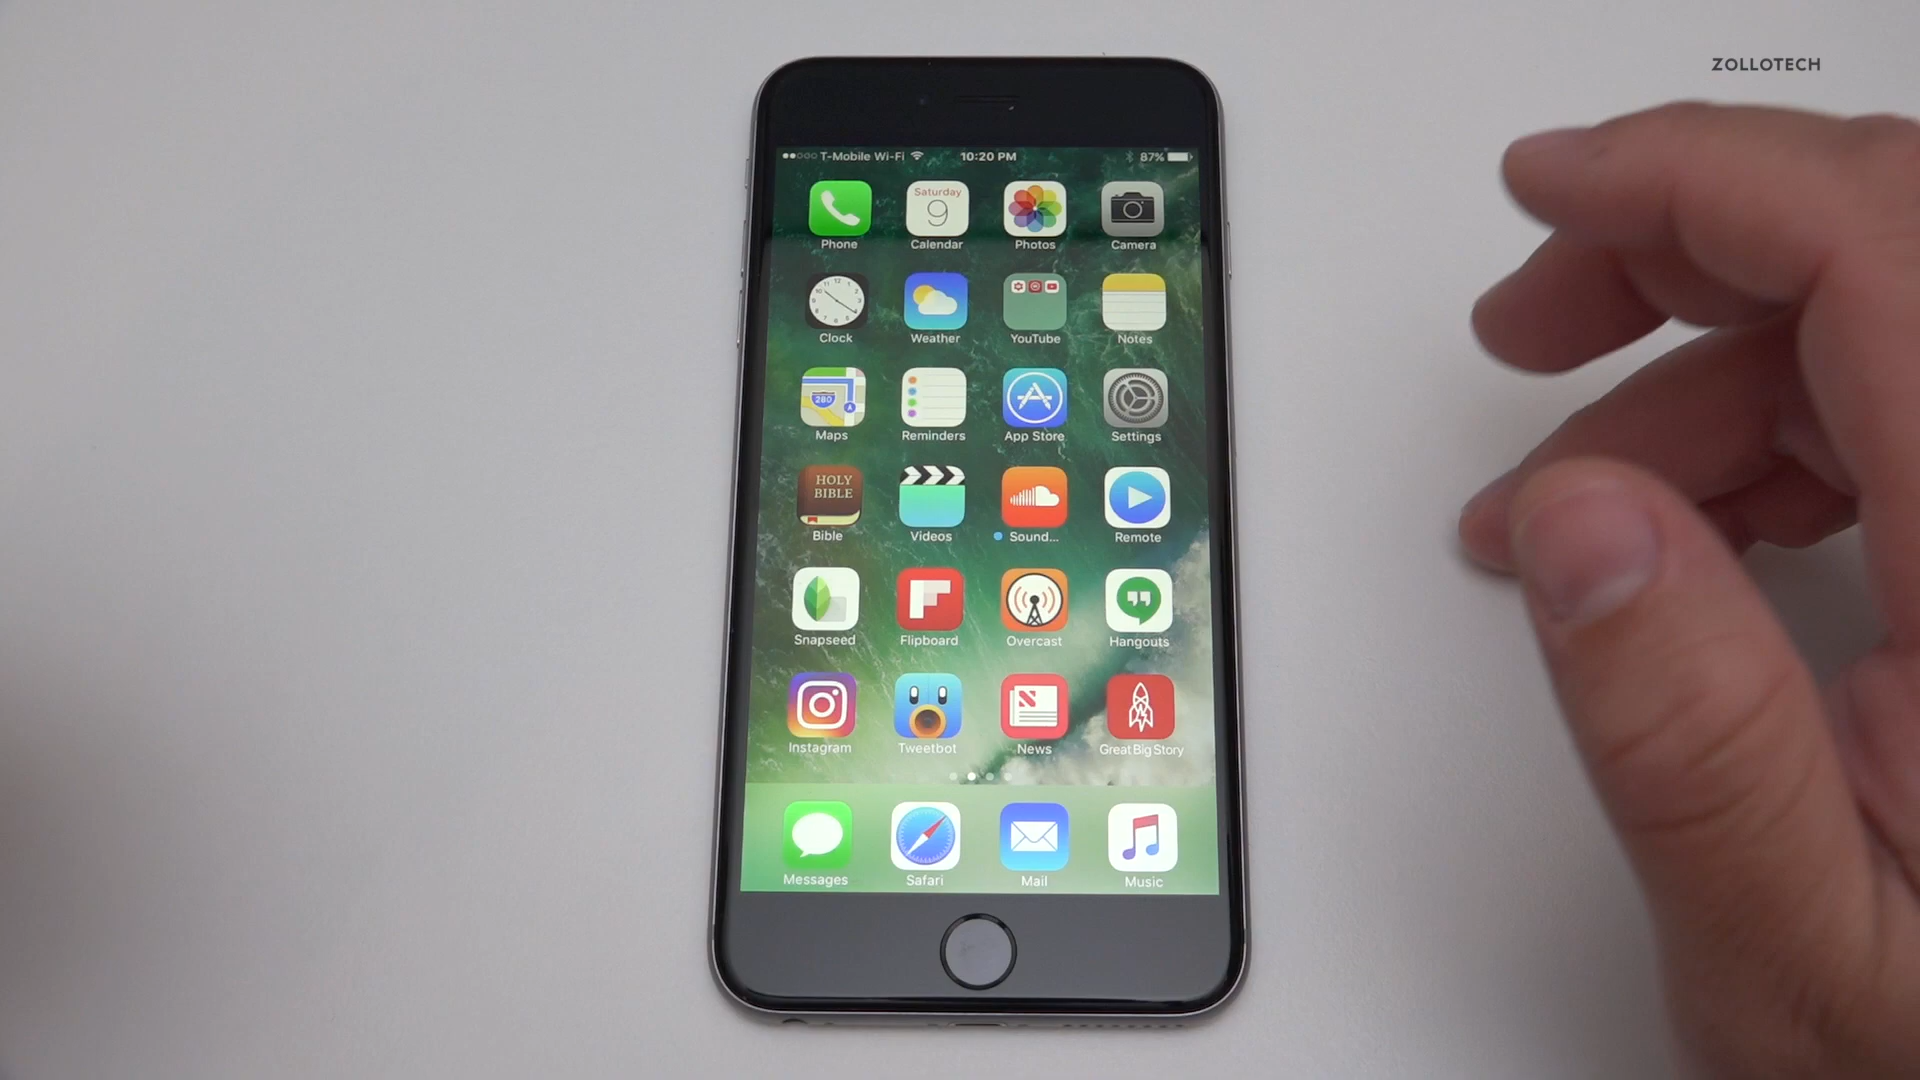 ZOLLOTECH
T-Mobile Wi-Fi 10:20 PM 87%
Saturday
9
Phone Calendar Photos Camera
Clock Weather YouTube Notes
280
Maps Reminders App Store Settings
HOLY
BIBLE
Bible Videos Sound... Remote
Snapseed Flipboard Overcast Hangouts
Instagram Tweetbot News Great Big Story
Messages Safari Mail Music